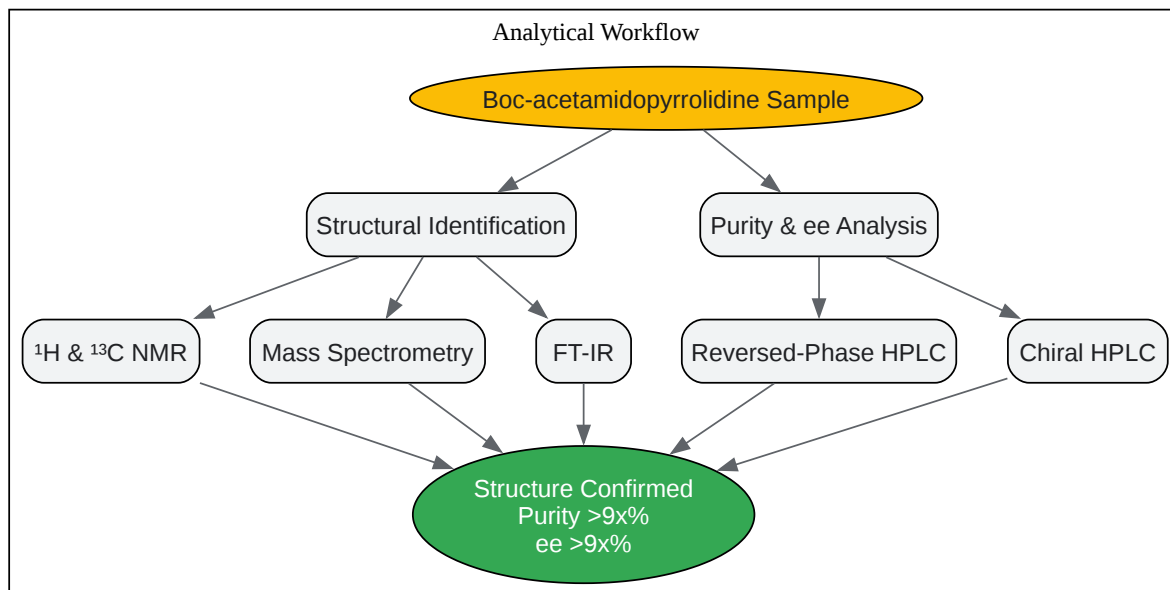 Analytical Workflow
Boc-acetamidopyrrolidine Sample
Structural Identification
Purity & ee Analysis
¹H & ¹³C NMR
Mass Spectrometry
FT-IR
Reversed-Phase HPLC
Chiral HPLC
Structure Confirmed
Purity >9x%
ee >9x%